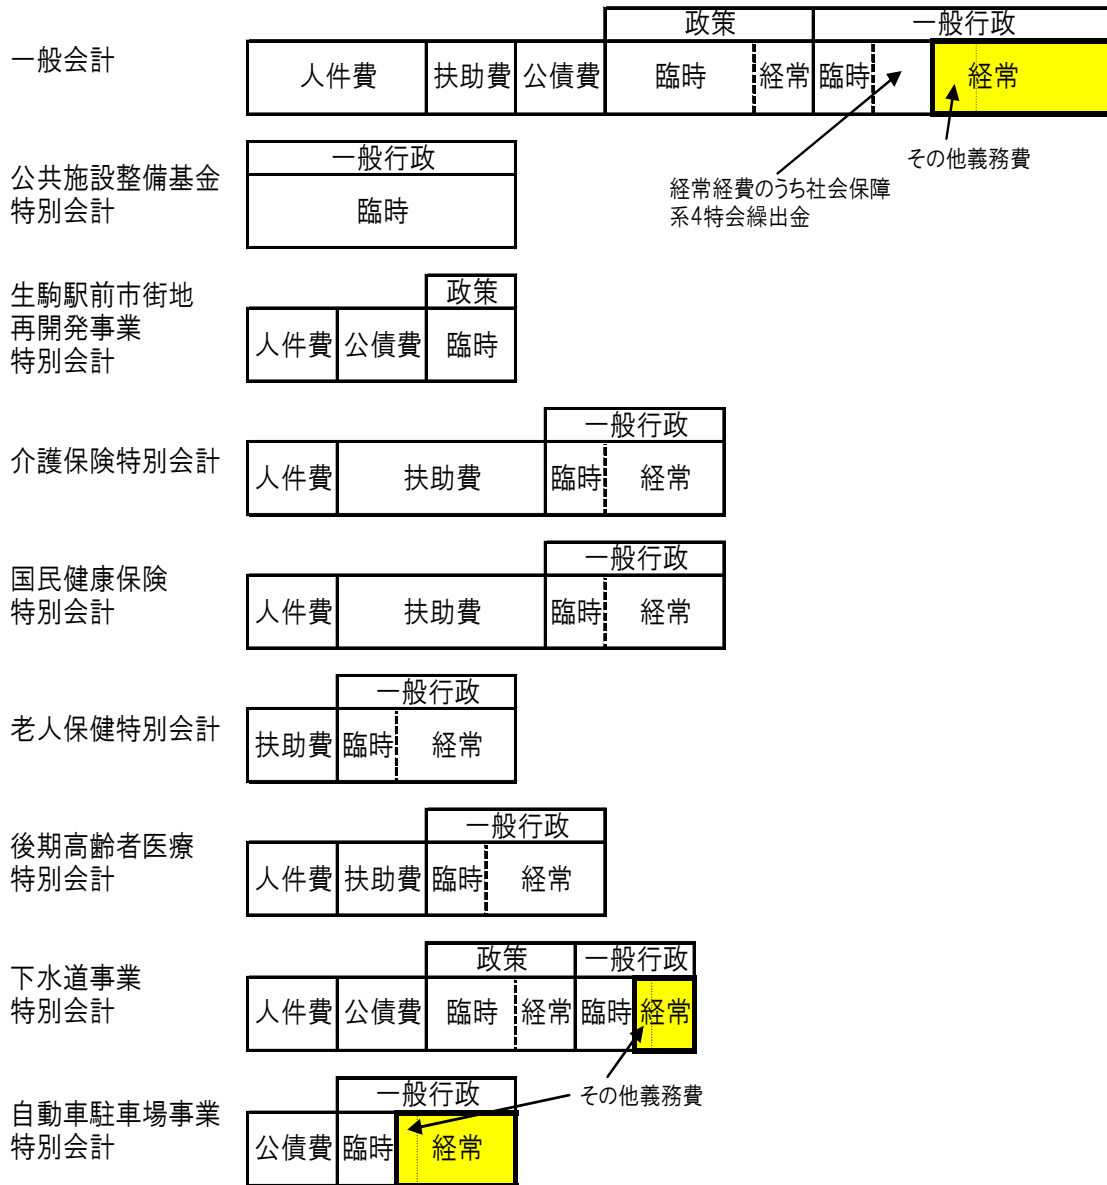 政策
一般行政
一般会計
人件費
扶助費
公債費
臨時
経常
臨時
経常
その他義務費
経常経費のうち社会保障
系4特会繰出金
公共施設整備基金
特別会計
一般行政
臨時
生駒駅前市街地
再開発事業
特別会計
政策
人件費
公債費
臨時
介護保険特別会計
一般行政
人件費
扶助費
臨時
経常
国民健康保険
特別会計
一般行政
人件費
扶助費
臨時
経常
老人保健特別会計
一般行政
扶助費
臨時
経常
後期高齢者医療
特別会計
一般行政
人件費
扶助費
臨時
経常
下水道事業
特別会計
政策
一般行政
人件費
公債費
臨時
経常
臨時
経常
その他義務費
自動車駐車場事業
特別会計
一般行政
公債費
臨時
経常